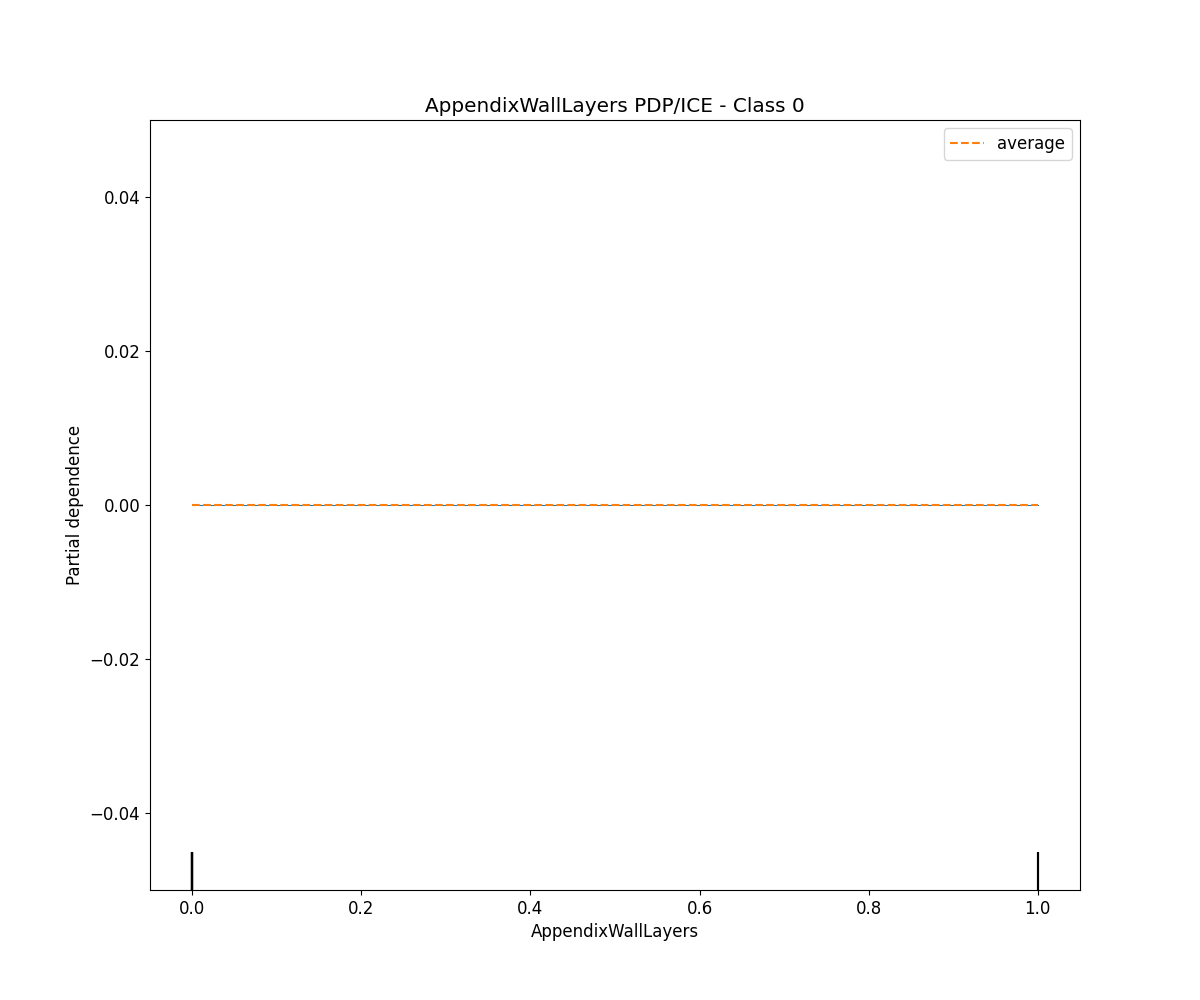 AppendixWallLayers PDP/ICE - Class 0
average
0.04
0.02
0.00
−0.02
−0.04
Partial dependence
0.0 0.2 0.4 0.6 0.8 1.0
AppendixWallLayers